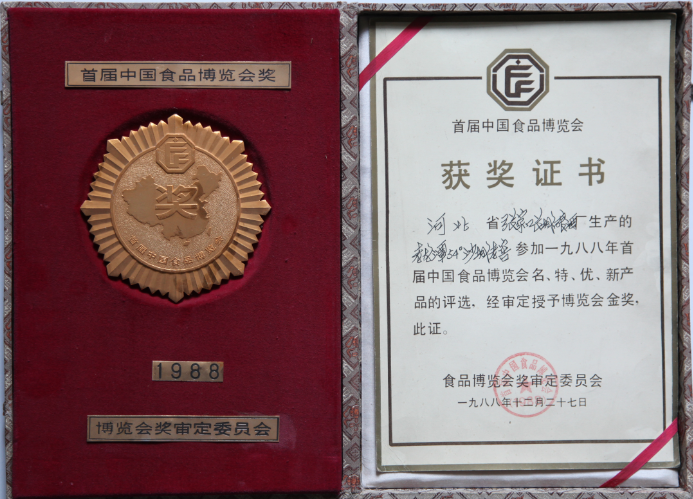 首届中国食品博览会奖
奖
1988
博览会奖审定委员会
首届中国食品博览会
获奖证书
河北省 厂生产的
参加一九八八年首
届中国食品博览会名、特、优、新产
品的评选,经审定授予博览会金奖,
此证。
食品博览会奖审定委员会
一九八八年十二月二十七日